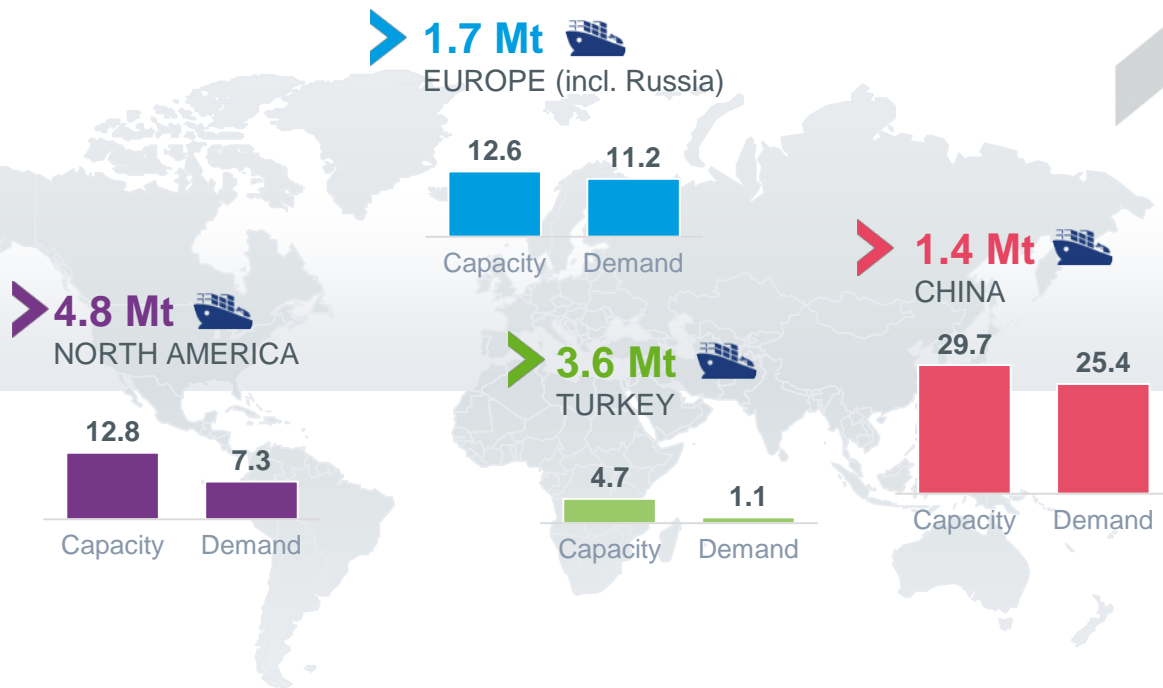 1.7 Mt
EUROPE (incl. Russia)
12.6
11.2
Capacity
Demand
4.8 Mt
NORTH AMERICA
12.8
7.3
Capacity
Demand
3.6 Mt
TURKEY
4.7
1.1
Capacity
Demand
1.4 Mt
CHINA
29.7
25.4
Capacity
Demand